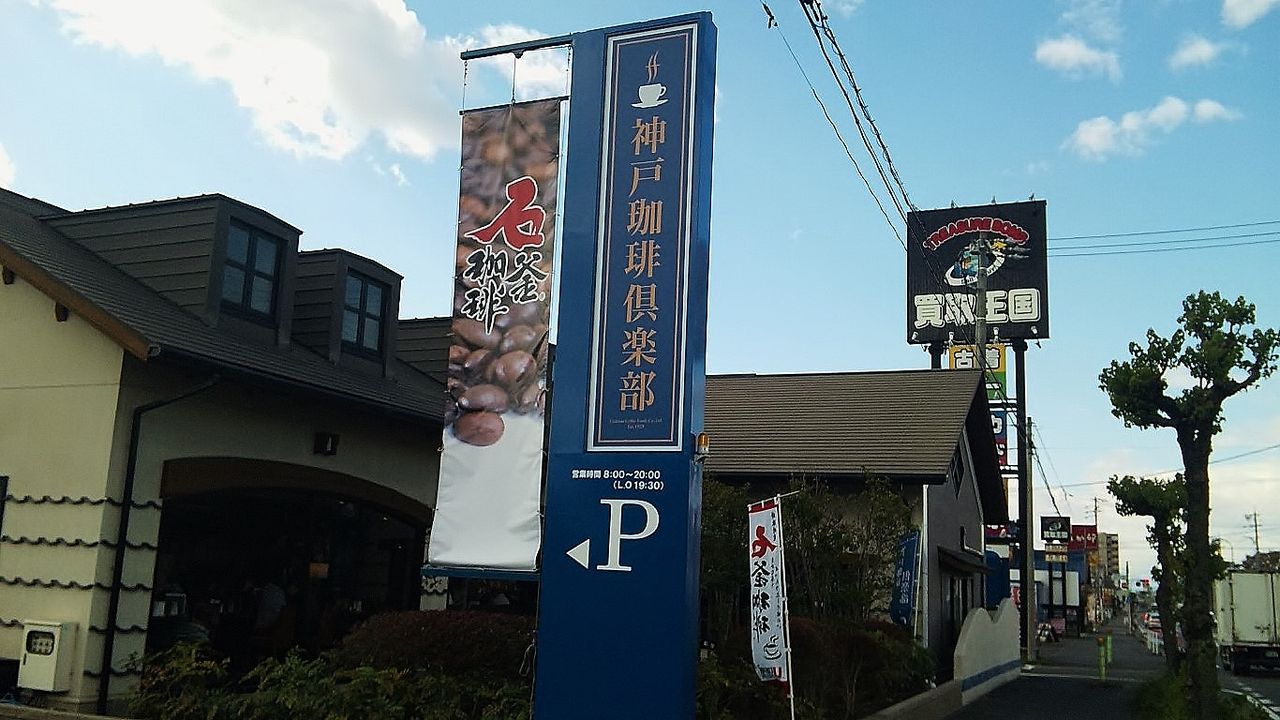 神戸珈琲倶楽部
営業時間 8:00〜20:00
(L.O 19:30)
P
石釜珈琲
石釜珈琲
TREASURE BOMB
買取王国
古着